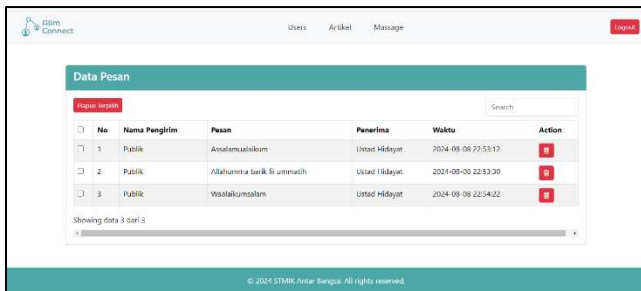 Alim
Connect
Users Artikel Massage
Logout
Data Pesan
Hapus Terpilih
Search
No Nama Pengirim Pesan Penerima Waktu Action
1 Publik Assalamualaikum Ustad Hidayat 2024-08-08 22:53:12
2 Publik Allahumma barik fii ummatih Ustad Hidayat 2024-08-08 22:53:30
3 Publik Waalaikumsalam Ustad Hidayat 2024-08-08 22:54:22
Showing data 3 dari 3
© 2024 STMIK Antar Bangsa. All rights reserved.